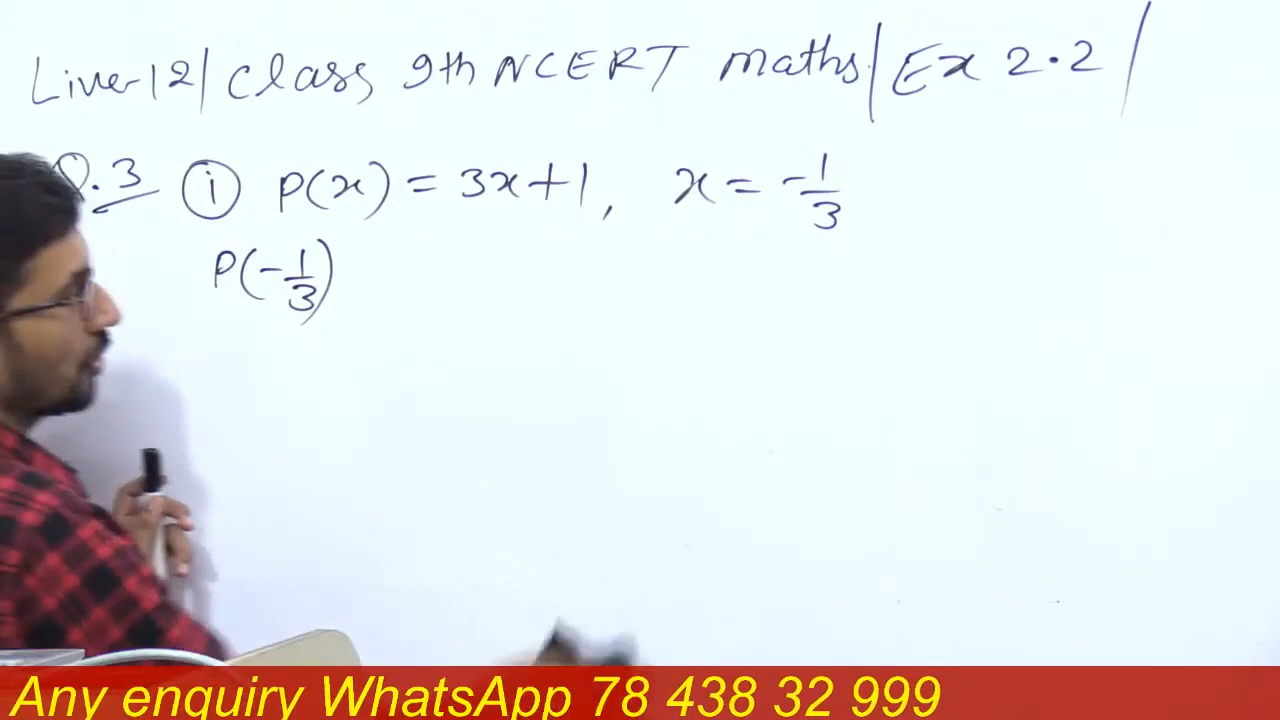 Live-12/ Class 9th NCERT maths/ Ex 2.2/
Q.3 (i) P(x) = 3x+1, x = -1/3
P(-1/3)
Any enquiry WhatsApp 78 438 32 999